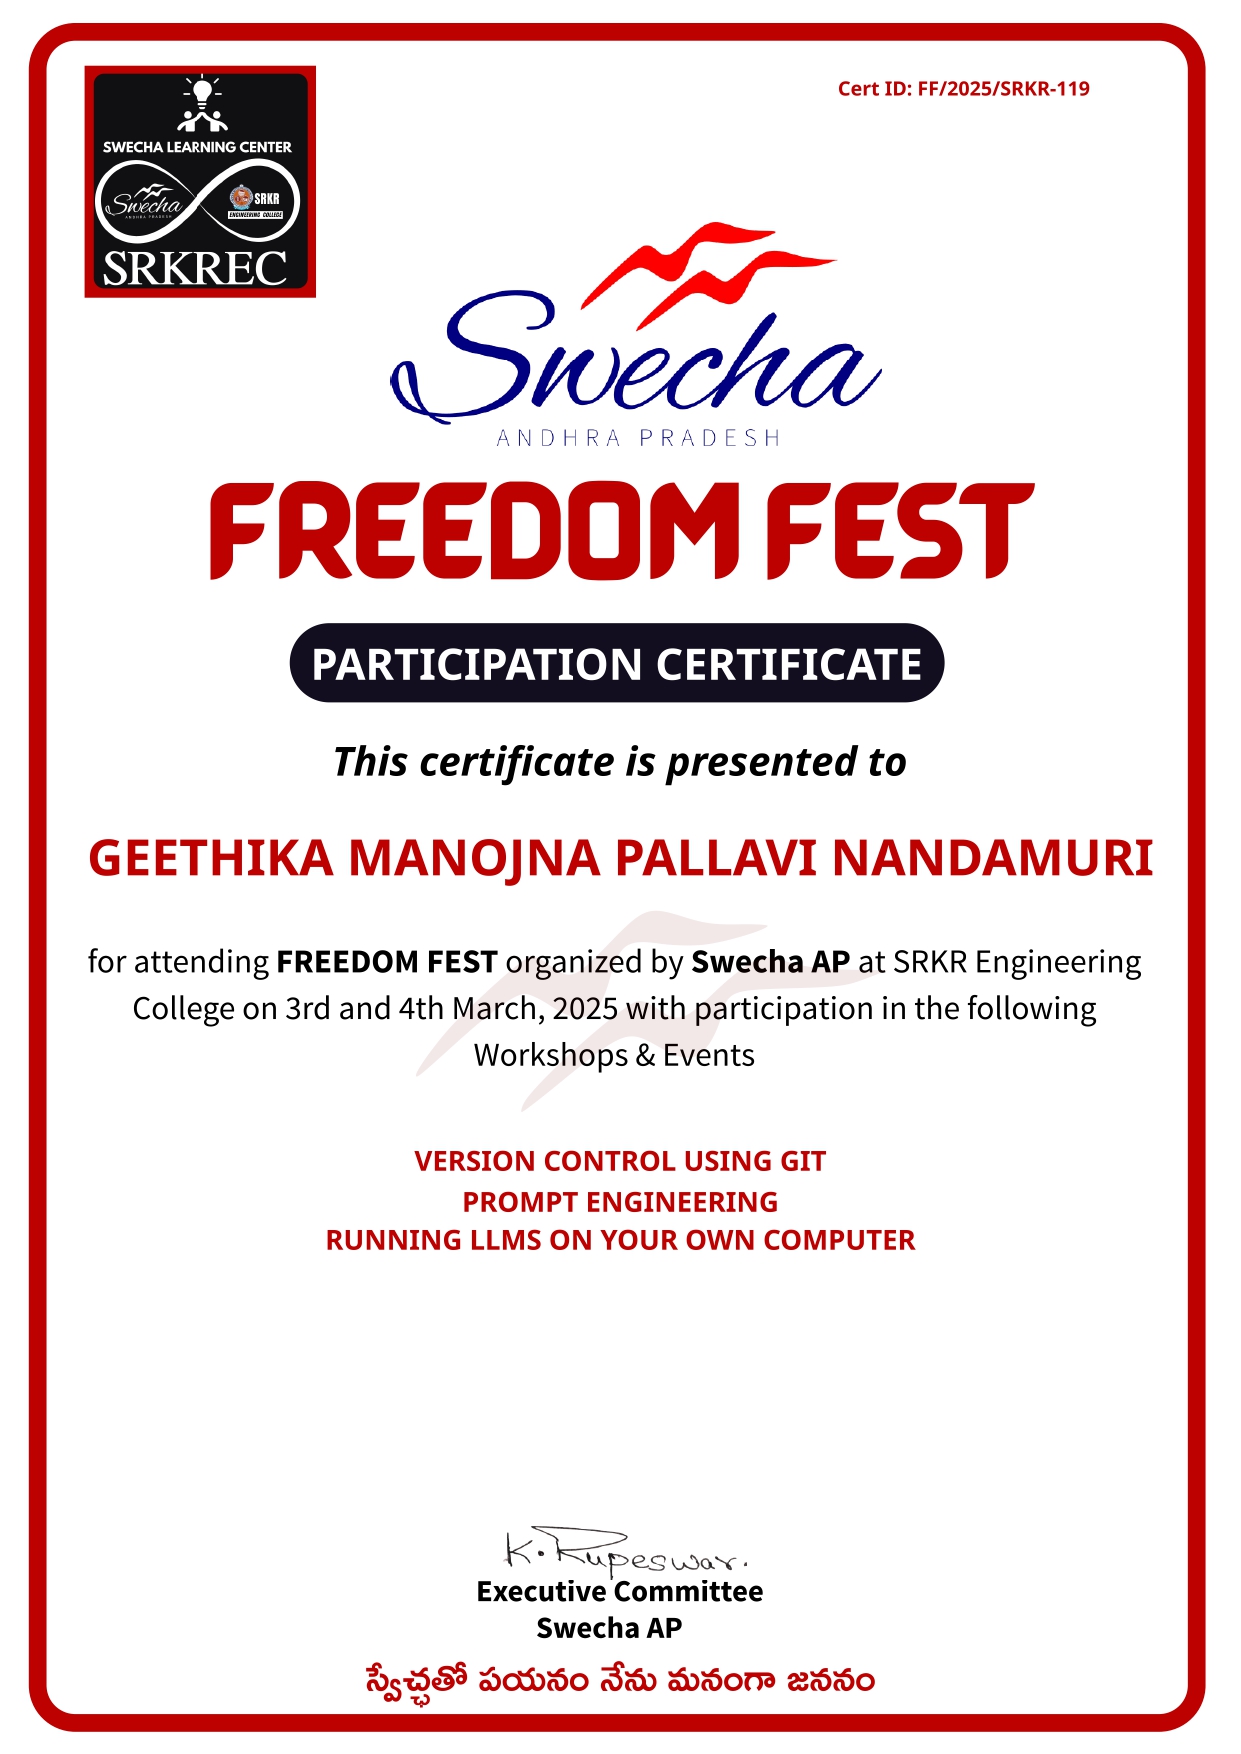 Cert ID: FF/2025/SRKR-119
SWECHA LEARNING CENTER
Swecha
ANDHRA PRADESH
SRKR
ENGINEERING COLLEGE
SRKREC
Swecha
ANDHRA PRADESH
FREEDOM FEST
PARTICIPATION CERTIFICATE
This certificate is presented to
GEETHIKA MANOJNA PALLAVI NANDAMURI
for attending FREEDOM FEST organized by Swecha AP at SRKR Engineering
College on 3rd and 4th March, 2025 with participation in the following
Workshops & Events
VERSION CONTROL USING GIT
PROMPT ENGINEERING
RUNNING LLMS ON YOUR OWN COMPUTER
K. Rupeswar.
Executive Committee
Swecha AP
స్వేచ్ఛతో పయనం నేను మనంగా జననం